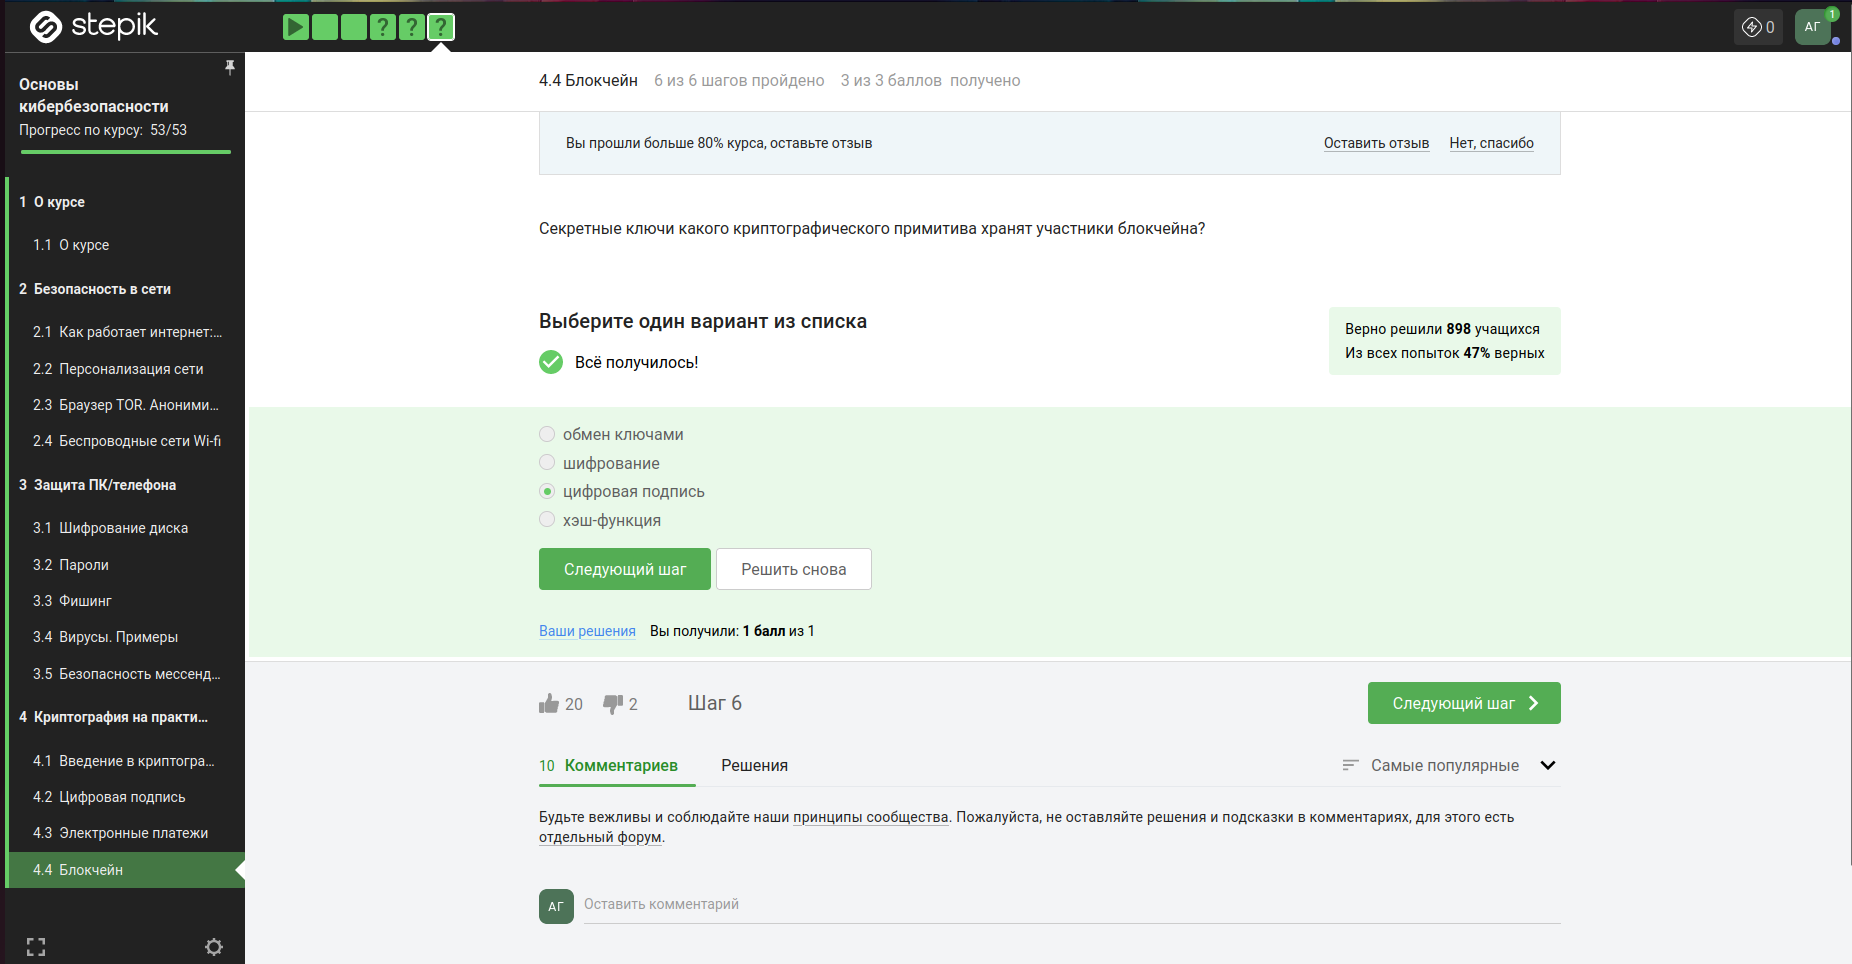 stepik
? ? ?
0
АГ
1
Основы
кибербезопасности
Прогресс по курсу: 53/53
1 О курсе
1.1 О курсе
2 Безопасность в сети
2.1 Как работает интернет:...
2.2 Персонализация сети
2.3 Браузер TOR. Аноними...
2.4 Беспроводные сети Wi-fi
3 Защита ПК/телефона
3.1 Шифрование диска
3.2 Пароли
3.3 Фишинг
3.4 Вирусы. Примеры
3.5 Безопасность мессенд...
4 Криптография на практи...
4.1 Введение в криптогра...
4.2 Цифровая подпись
4.3 Электронные платежи
4.4 Блокчейн
4.4 Блокчейн 6 из 6 шагов пройдено 3 из 3 баллов получено
Вы прошли больше 80% курса, оставьте отзыв
Оставить отзыв Нет, спасибо
Секретные ключи какого криптографического примитива хранят участники блокчейна?
Выберите один вариант из списка
Всё получилось!
Верно решили 898 учащихся
Из всех попыток 47% верных
обмен ключами
шифрование
цифровая подпись
хэш-функция
Следующий шаг Решить снова
Ваши решения Вы получили: 1 балл из 1
20 2 Шаг 6
Следующий шаг
10 Комментариев Решения
Самые популярные
Будьте вежливы и соблюдайте наши принципы сообщества. Пожалуйста, не оставляйте решения и подсказки в комментариях, для этого есть
отдельный форум.
АГ Оставить комментарий